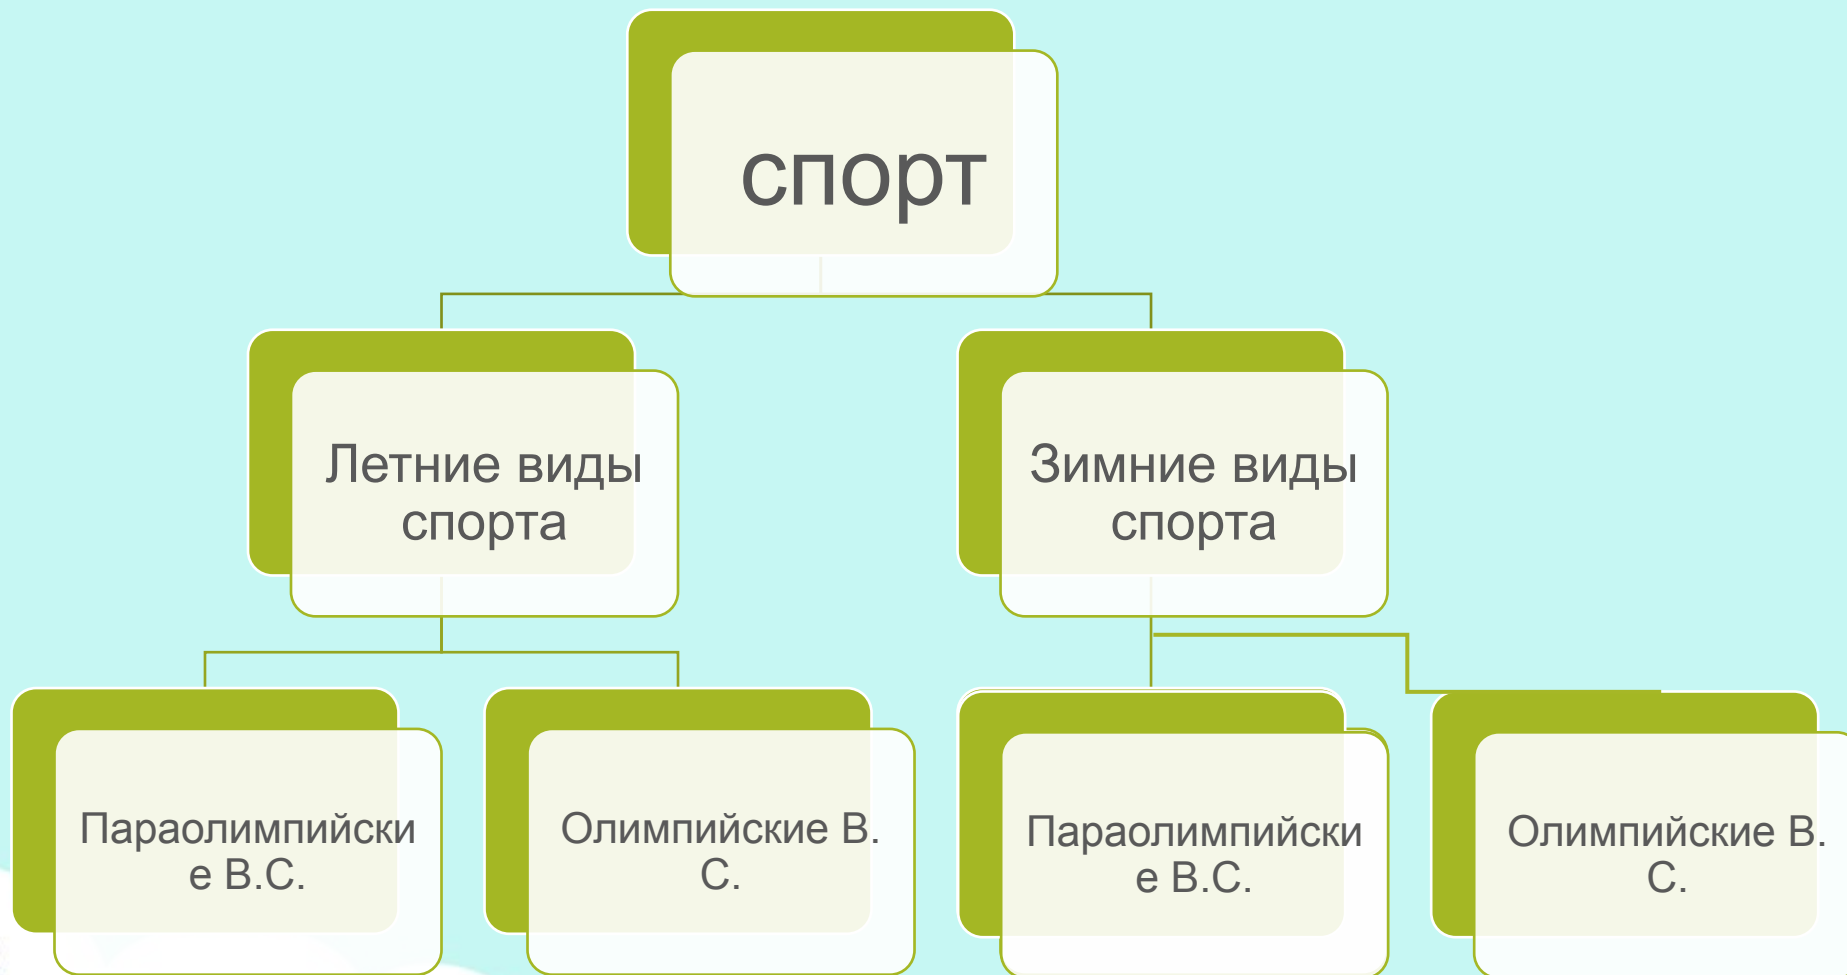 спорт
Летние виды
спорта
Зимние виды
спорта
Параолимпийски
е В.С.
Олимпийские В.
С.
Параолимпийски
е В.С.
Олимпийские В.
С.